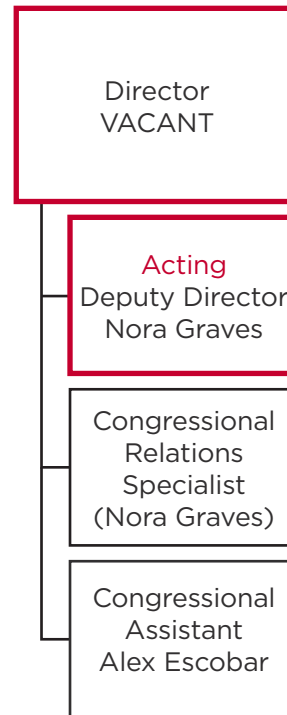 Director
VACANT
Acting
Deputy Director
Nora Graves
Congressional
Relations
Specialist
(Nora Graves)
Congressional
Assistant
Alex Escobar